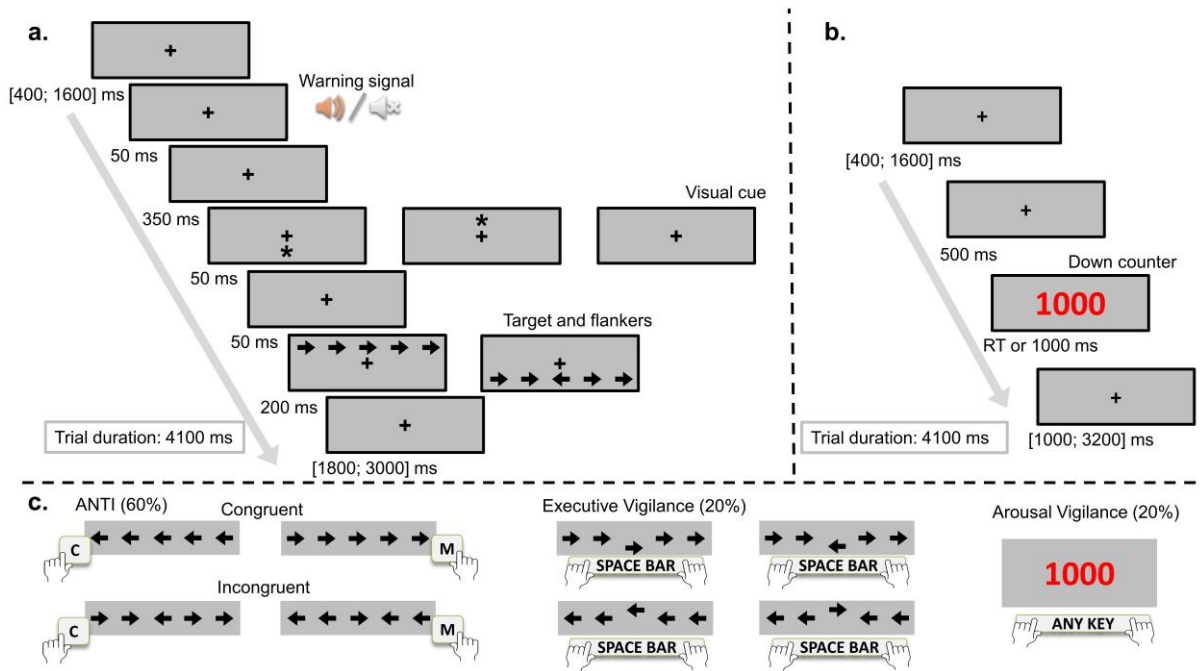 a.
[400; 1600] ms
Warning signal
50 ms
350 ms
Visual cue
50 ms
50 ms
Target and flankers
200 ms
Trial duration: 4100 ms
[1800; 3000] ms
b.
[400; 1600] ms
500 ms
Down counter
1000
RT or 1000 ms
Trial duration: 4100 ms
[1000; 3200] ms
c.
ANTI (60%)
Congruent
C
M
Incongruent
C
M
Executive Vigilance (20%)
SPACE BAR
SPACE BAR
SPACE BAR
SPACE BAR
Arousal Vigilance (20%)
1000
ANY KEY